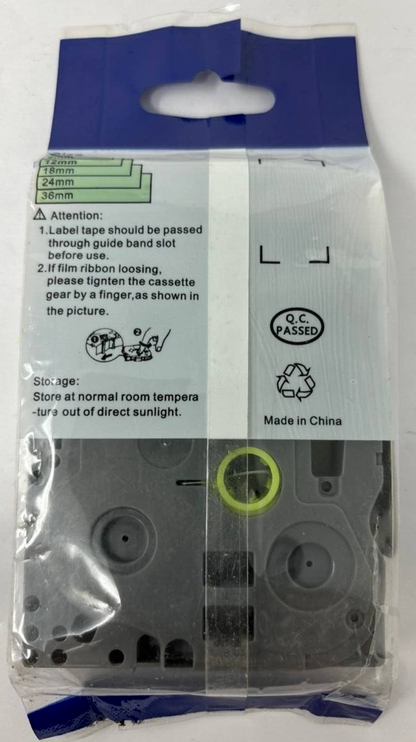 12mm
18mm
24mm
36mm
Attention:
1.Label tape should be passed
through guide band slot
before use.
2.If film ribbon loosing,
please tignten the cassette
gear by a finger,as shown in
the picture.
1
2
Storage:
Store at normal room tempera
-ture out of direct sunlight.
Q.C.
PASSED
Made in China